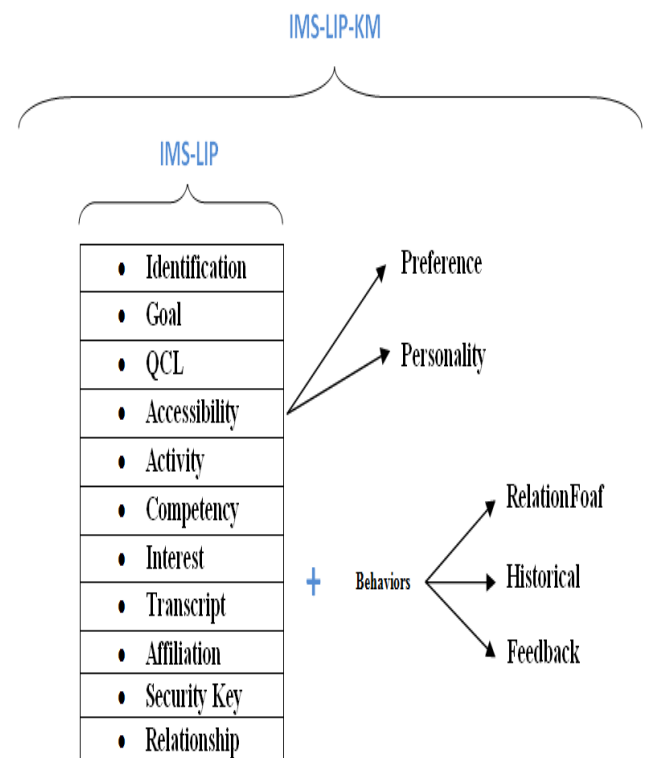 IMS-LIP-KM
IMS-LIP
• Identification
• Goal
• QCL
• Accessibility
• Activity
• Competency
• Interest
• Transcript
• Affiliation
• Security Key
• Relationship
Preference
Personality
+ Behaviors
RelationFoaf
Historical
Feedback